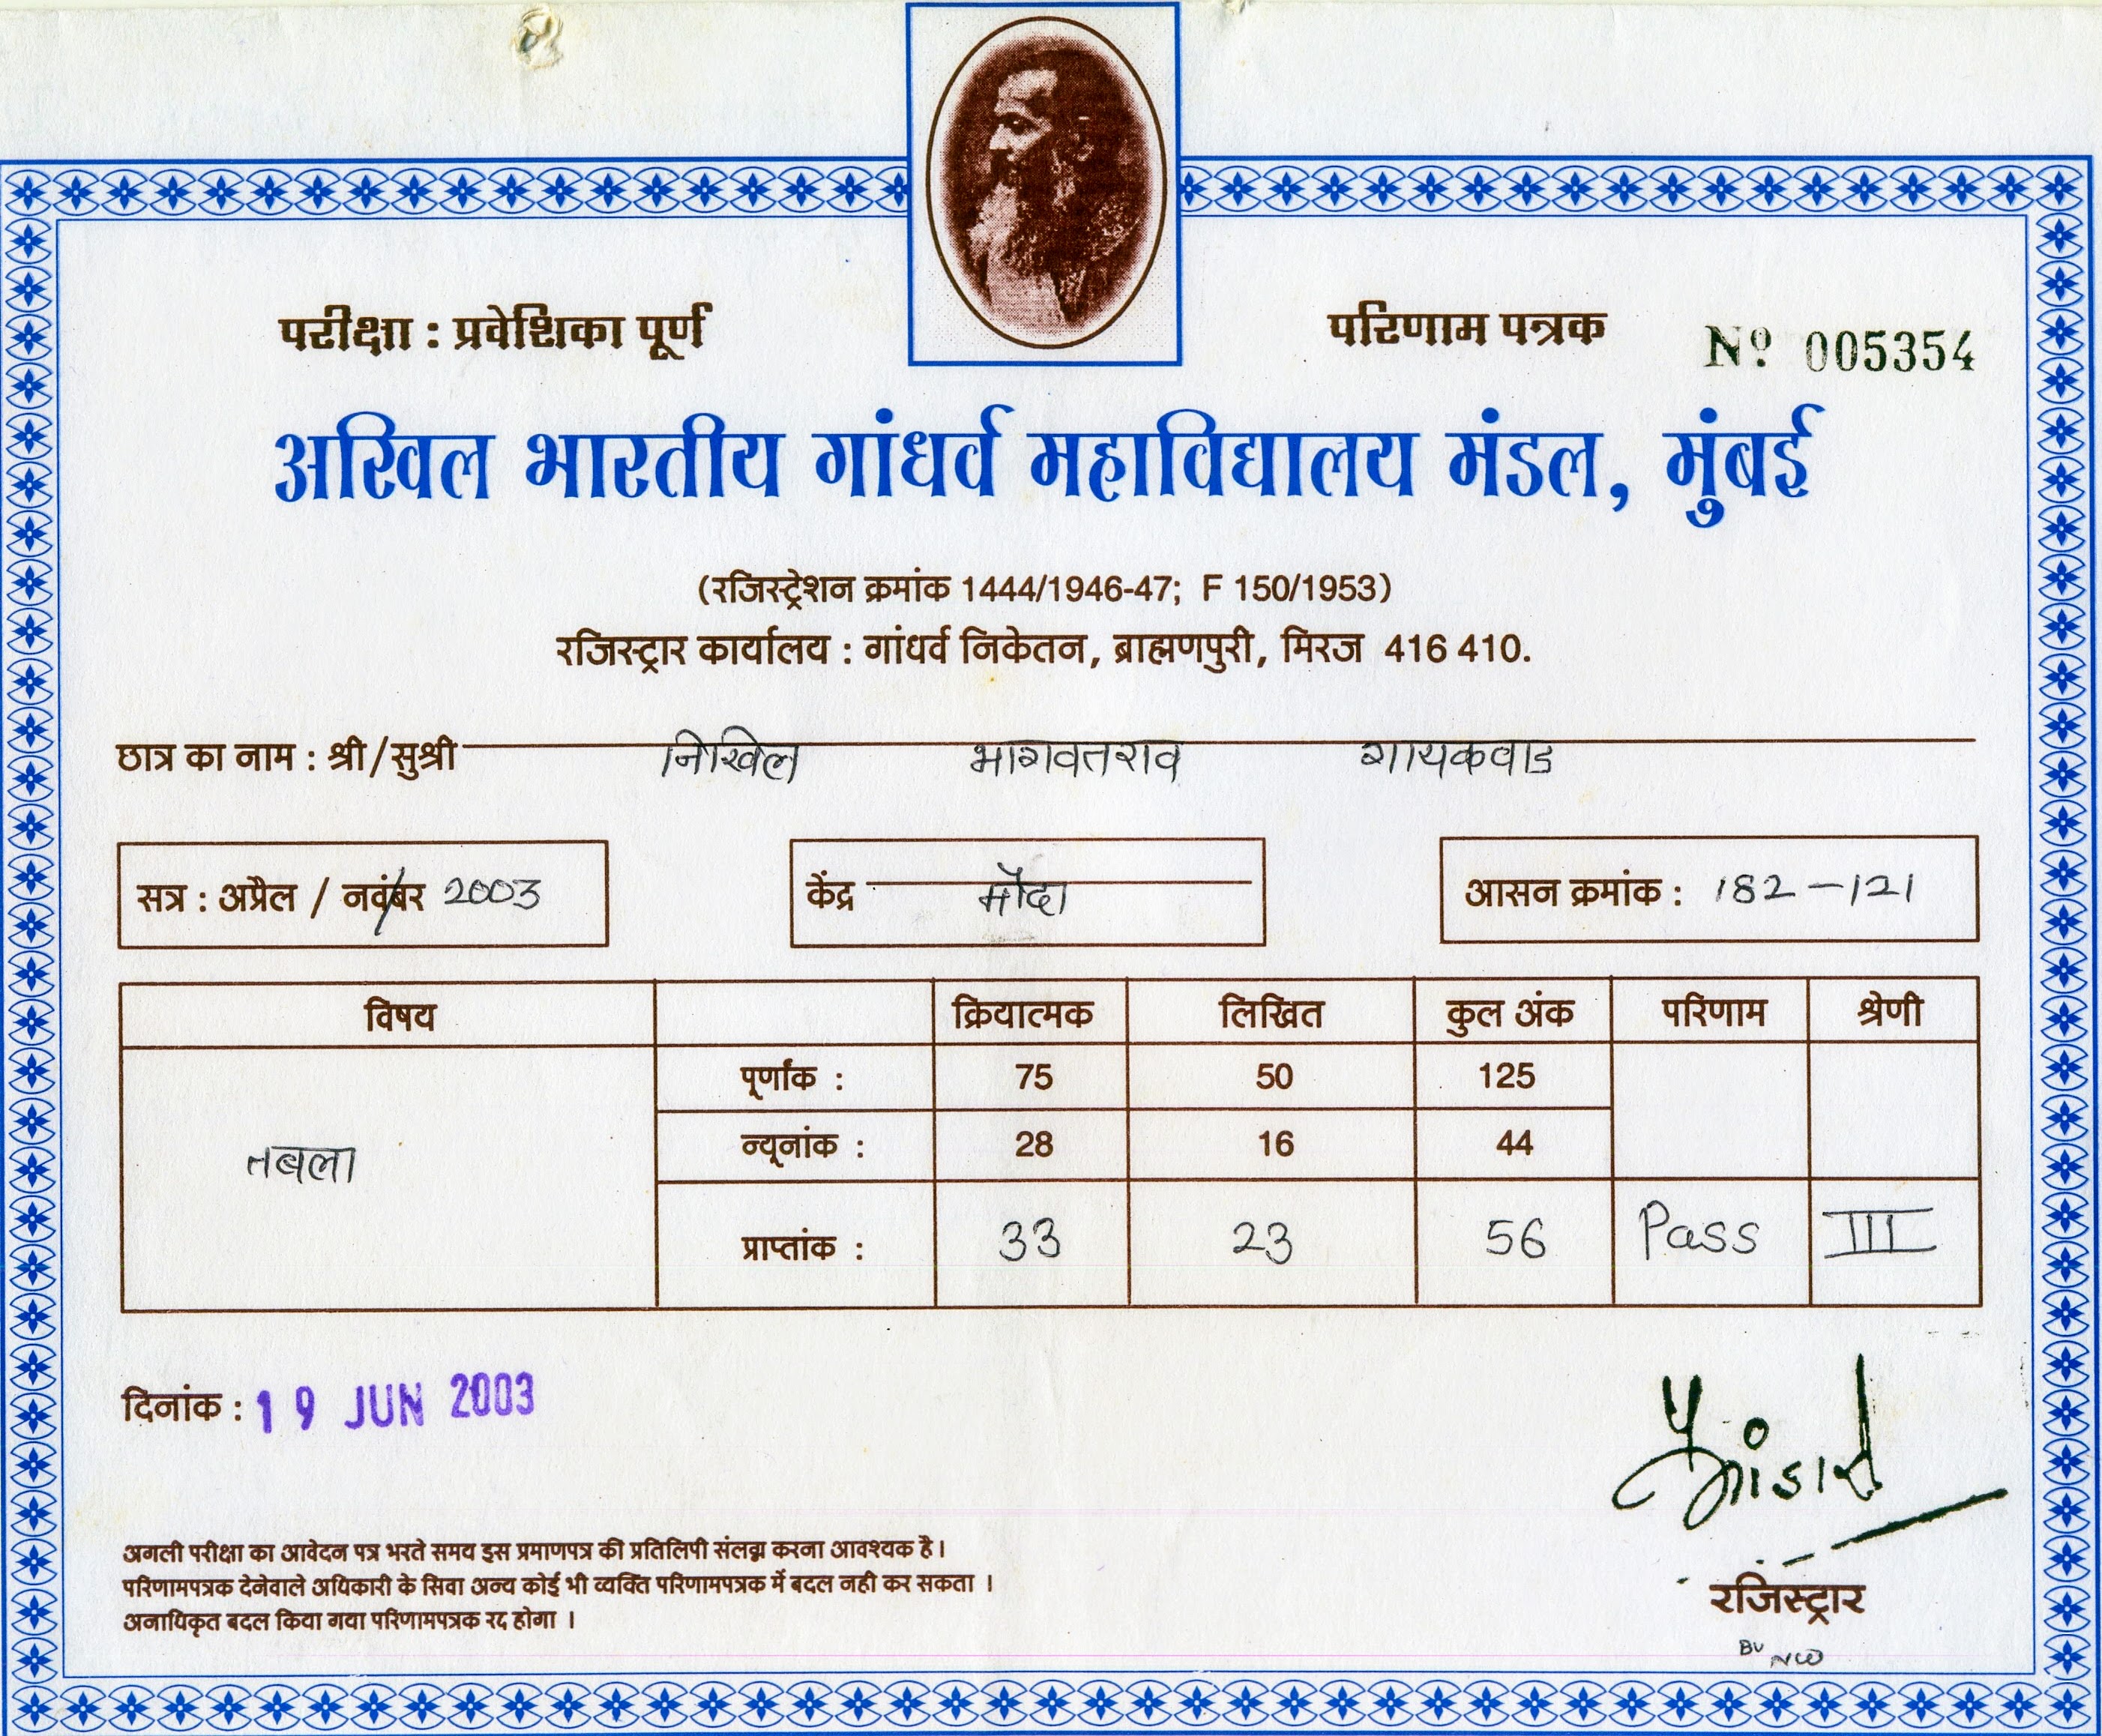 परीक्षा : प्रवेशिका पूर्ण
परिणाम पत्रक
Nº 005354
अखिल भारतीय गांधर्व महाविद्यालय मंडल, मुंबई
(रजिस्ट्रेशन क्रमांक 1444/1946-47; F 150/1953)
रजिस्ट्रार कार्यालय : गांधर्व निकेतन, ब्राह्मणपुरी, मिरज 416 410.
छात्र का नाम : श्री/सुश्री निखिल भागवतराव गायकवाड
सत्र : अप्रैल / नवंबर 2003
केंद्र मोंदा
आसन क्रमांक : 182-121
विषय क्रियात्मक लिखित कुल अंक परिणाम श्रेणी
पूर्णांक : 75 50 125
न्यूनांक : 28 16 44
तबला
प्राप्तांक : 33 23 56 Pass III
दिनांक : 19 JUN 2003
अगली परीक्षा का आवेदन पत्र भरते समय इस प्रमाणपत्र की प्रतिलिपी संलग्न करना आवश्यक है।
परिणामपत्रक देनेवाले अधिकारी के सिवा अन्य कोई भी व्यक्ति परिणामपत्रक में बदल नही कर सकता ।
अनाधिकृत बदल किया गया परिणामपत्रक रद होगा ।
रजिस्ट्रार